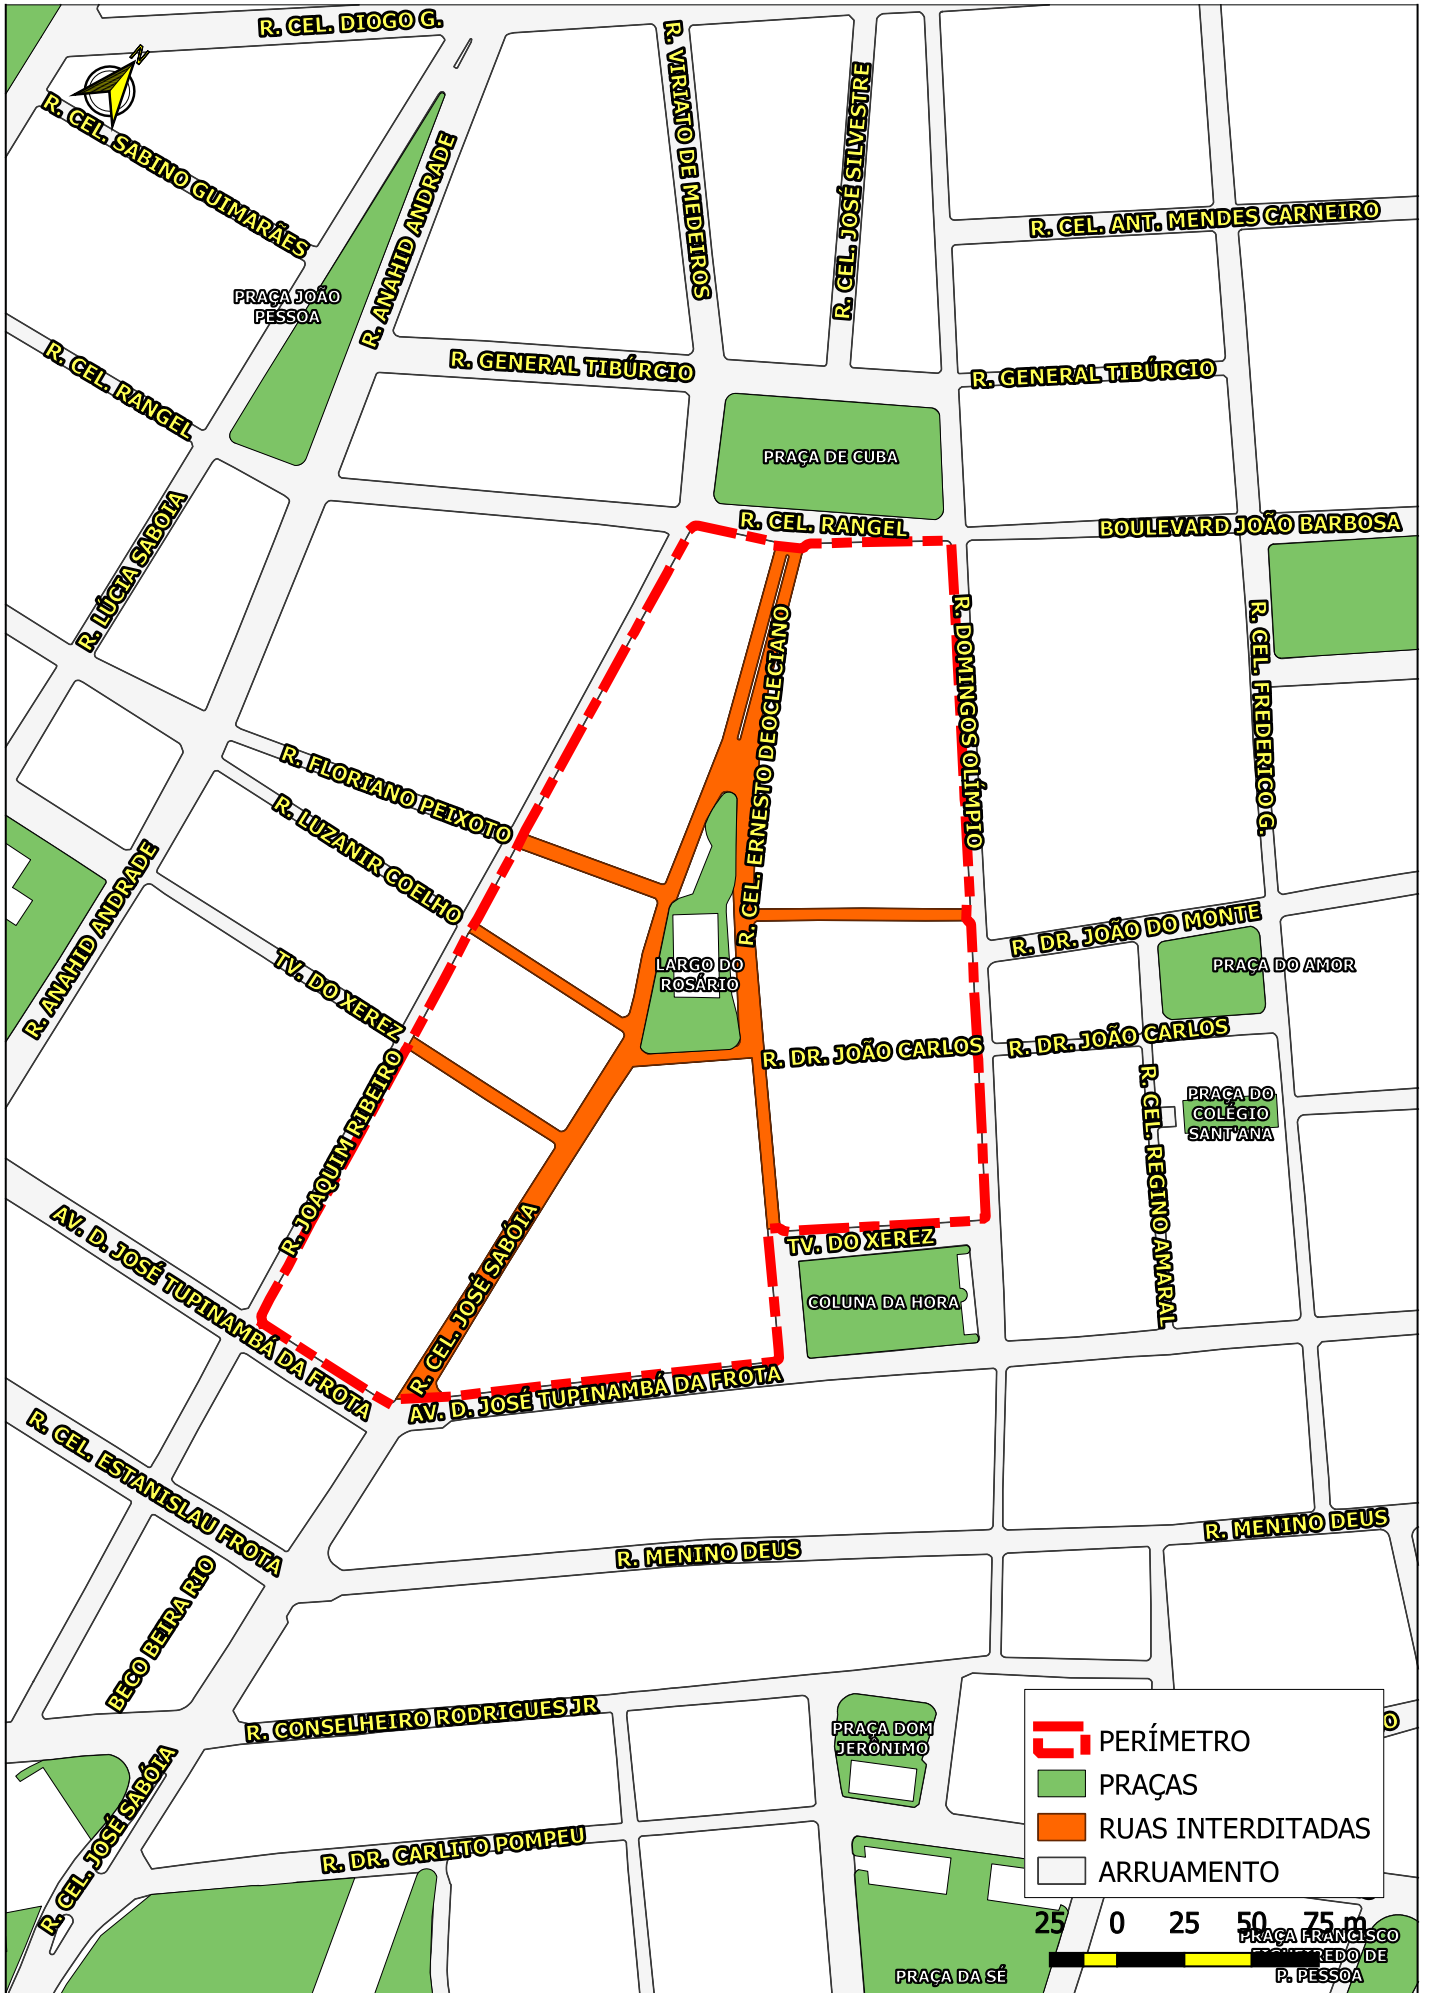 R. CEL. DIOGO G.
N
R. CEL. SABINO GUIMARÃES
R. ANAHID ANDRADE
R. VIRIATO DE MEDEIROS
R. CEL. JOSÉ SILVESTRE
R. CEL. ANT. MENDES CARNEIRO
PRAÇA JOÃO
PESSOA
R. CEL. RANGEL
R. GENERAL TIBÚRCIO
R. GENERAL TIBÚRCIO
PRAÇA DE CUBA
R. CEL. RANGEL
BOULEVARD JOÃO BARBOSA
R. LÚCIA SABOIA
R. CEL. ERNESTO DEOCLECIANO
R. DOMINGOS OLÍMPIO
R. CEL. FREDERICO G.
R. FLORIANO PEIXOTO
R. LUZANIR COELHO
R. ANAHID ANDRADE
TV. DO XEREZ
R. DR. JOÃO DO MONTE
PRAÇA DO AMOR
LARGO DO
ROSÁRIO
R. DR. JOÃO CARLOS
R. DR. JOÃO CARLOS
R. JOAQUIM RIBEIRO
R. CEL. REGINO AMARAL
PRAÇA DO
COLÉGIO
SANT'ANA
AV. D. JOSÉ TUPINAMBÁ DA FROTA
R. CEL. JOSÉ SABÓIA
TV. DO XEREZ
COLUNA DA HORA
AV. D. JOSÉ TUPINAMBÁ DA FROTA
R. CEL. ESTANISLAU FROTA
R. MENINO DEUS
R. MENINO DEUS
BECO BEIRA RIO
R. CONSELHEIRO RODRIGUES JR
PRAÇA DOM
JERÔNIMO
O
R. CEL. JOSÉ SABÓIA
R. DR. CARLITO POMPEU
PERÍMETRO
PRAÇAS
RUAS INTERDITADAS
ARRUAMENTO
25 0 25 50 75 m
PRAÇA DA SÉ
PRAÇA FRANCISCO
DE
P. PESSOA